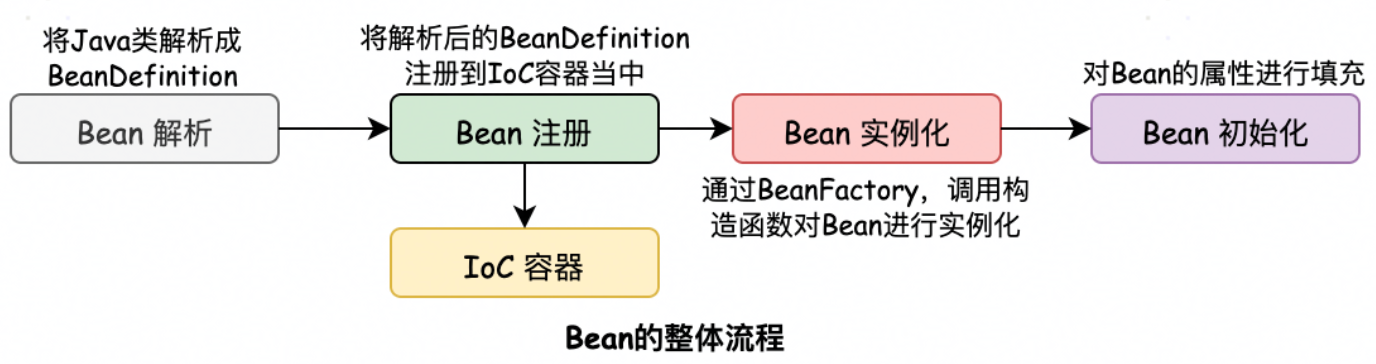 将Java类解析成
BeanDefinition
Bean 解析
将解析后的BeanDefinition
注册到IoC容器当中
Bean 注册
IoC 容器
Bean 实例化
通过BeanFactory，调用构
造函数对Bean进行实例化
对Bean的属性进行填充
Bean 初始化
Bean的整体流程